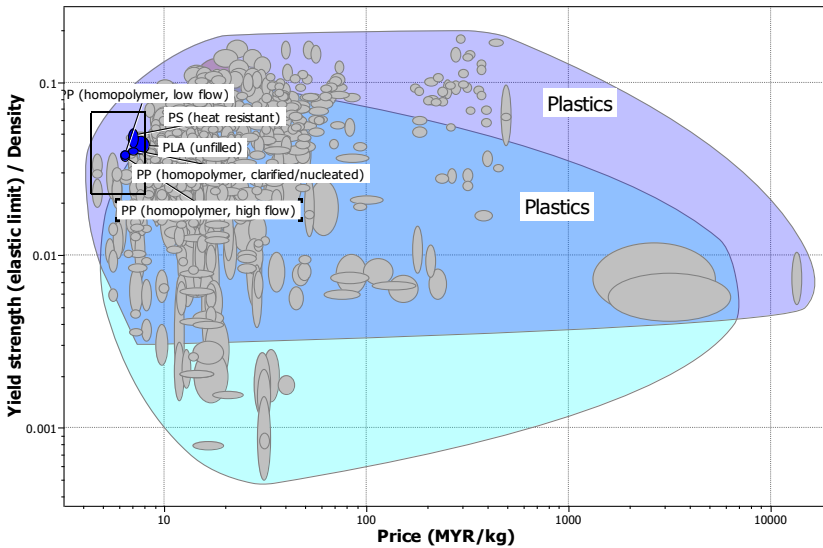 Yield strength (elastic limit) / Density
0.1
0.01
0.001
PP (homopolymer, low flow)
PS (heat resistant)
PLA (unfilled)
PP (homopolymer, clarified/nucleated)
PP (homopolymer, high flow)
Plastics
Plastics
10
100
1000
10000
Price (MYR/kg)